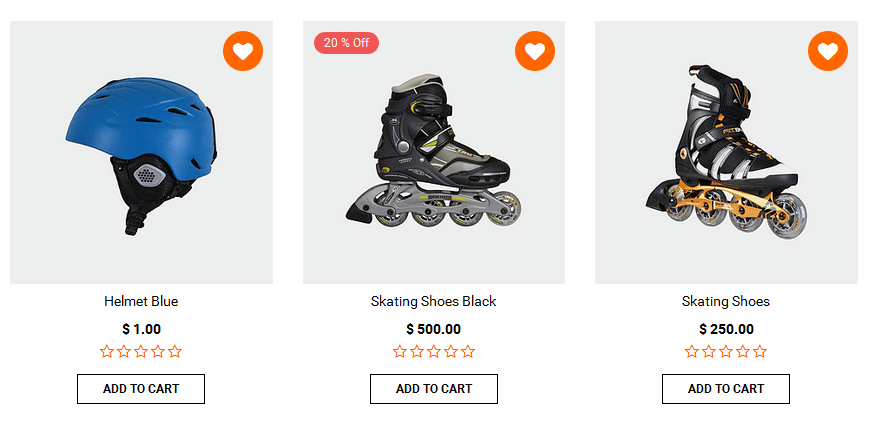 20 % Off
Helmet Blue
$ 1.00
ADD TO CART
Skating Shoes Black
$ 500.00
ADD TO CART
Skating Shoes
$ 250.00
ADD TO CART